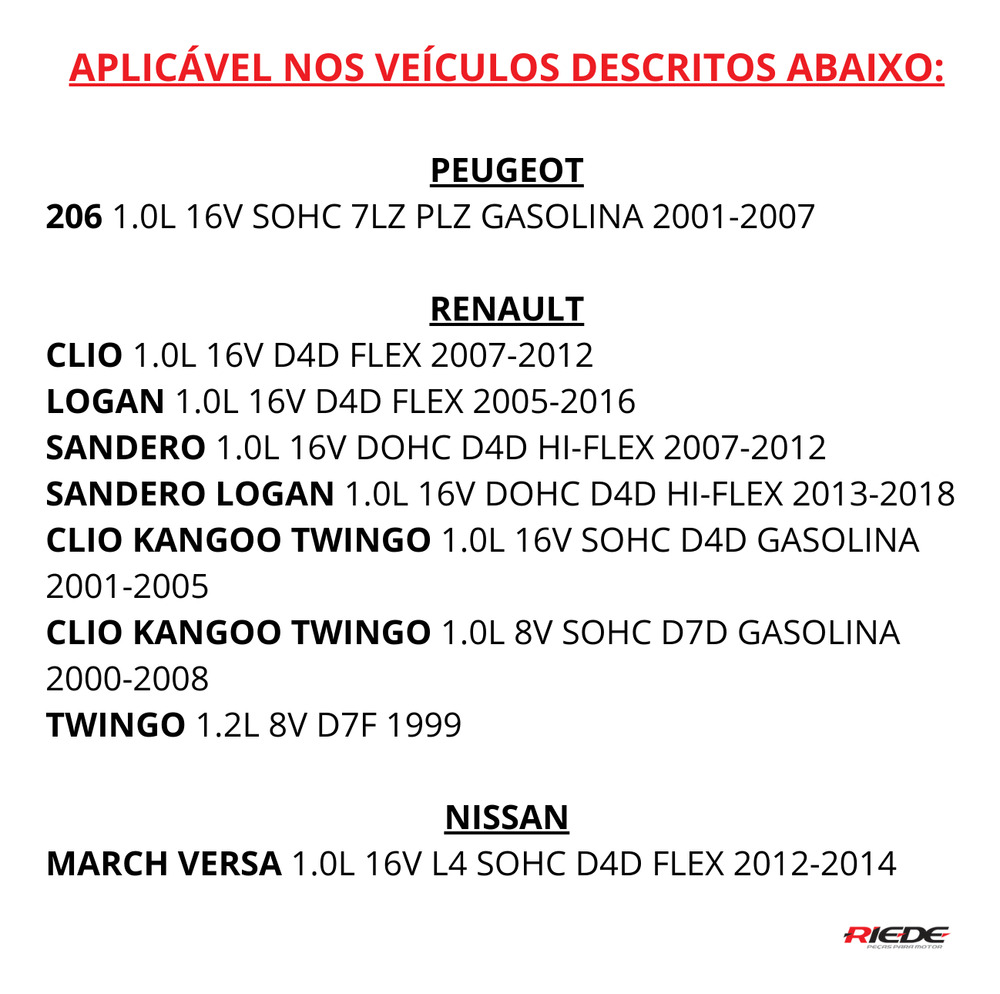 APLICÁVEL NOS VEÍCULOS DESCRITOS ABAIXO:
PEUGEOT
206 1.0L 16V SOHC 7LZ PLZ GASOLINA 2001-2007
RENAULT
CLIO 1.0L 16V D4D FLEX 2007-2012
LOGAN 1.0L 16V D4D FLEX 2005-2016
SANDERO 1.0L 16V DOHC D4D HI-FLEX 2007-2012
SANDERO LOGAN 1.0L 16V DOHC D4D HI-FLEX 2013-2018
CLIO KANGOO TWINGO 1.0L 16V SOHC D4D GASOLINA
2001-2005
CLIO KANGOO TWINGO 1.0L 8V SOHC D7D GASOLINA
2000-2008
TWINGO 1.2L 8V D7F 1999
NISSAN
MARCH VERSA 1.0L 16V L4 SOHC D4D FLEX 2012-2014
RIEDE
PEÇAS PARA MOTOR